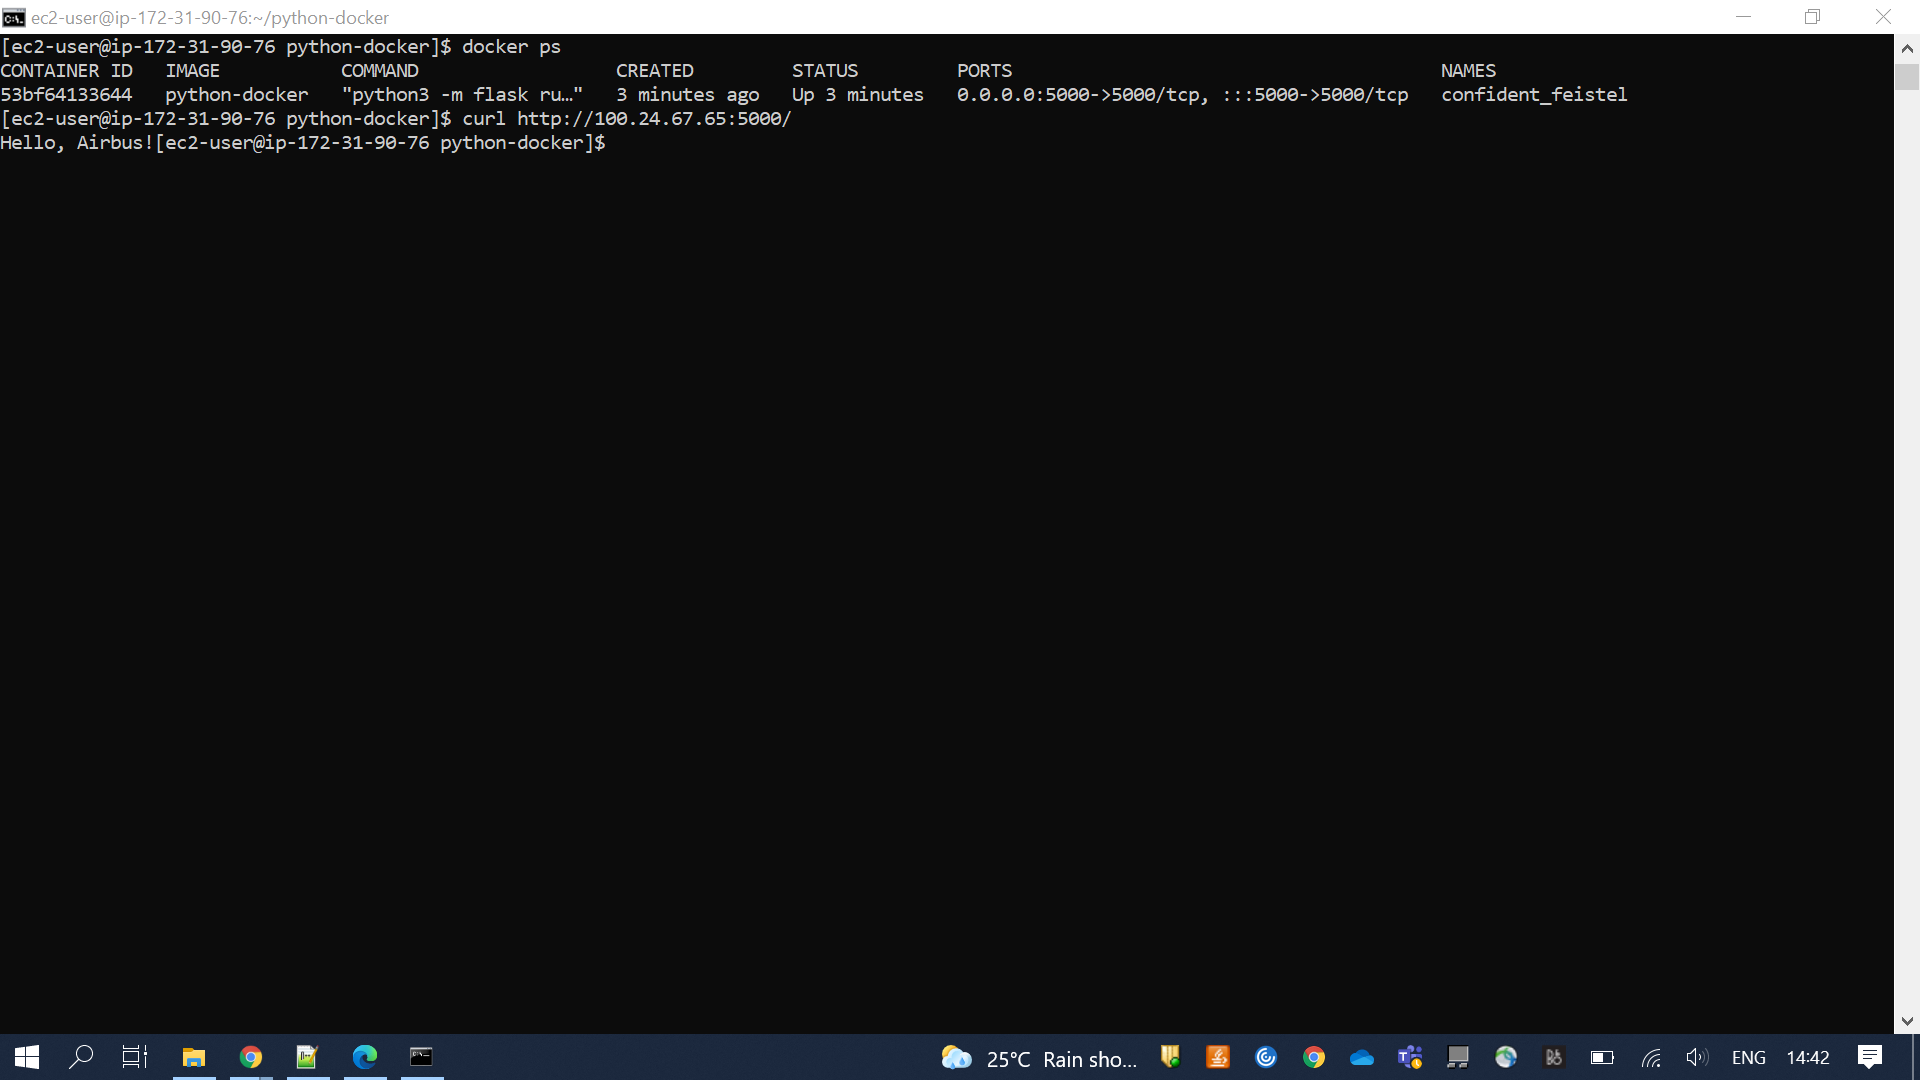 ec2-user@ip-172-31-90-76:~/python-docker
[ec2-user@ip-172-31-90-76 python-docker]$ docker ps
CONTAINER ID   IMAGE           COMMAND                  CREATED         STATUS         PORTS                                       NAMES
53bf64133644   python-docker   "python3 -m flask ru…"   3 minutes ago   Up 3 minutes   0.0.0.0:5000->5000/tcp, :::5000->5000/tcp   confident_feistel
[ec2-user@ip-172-31-90-76 python-docker]$ curl http://100.24.67.65:5000/
Hello, Airbus![ec2-user@ip-172-31-90-76 python-docker]$
25°C Rain sho... ENG 14:42